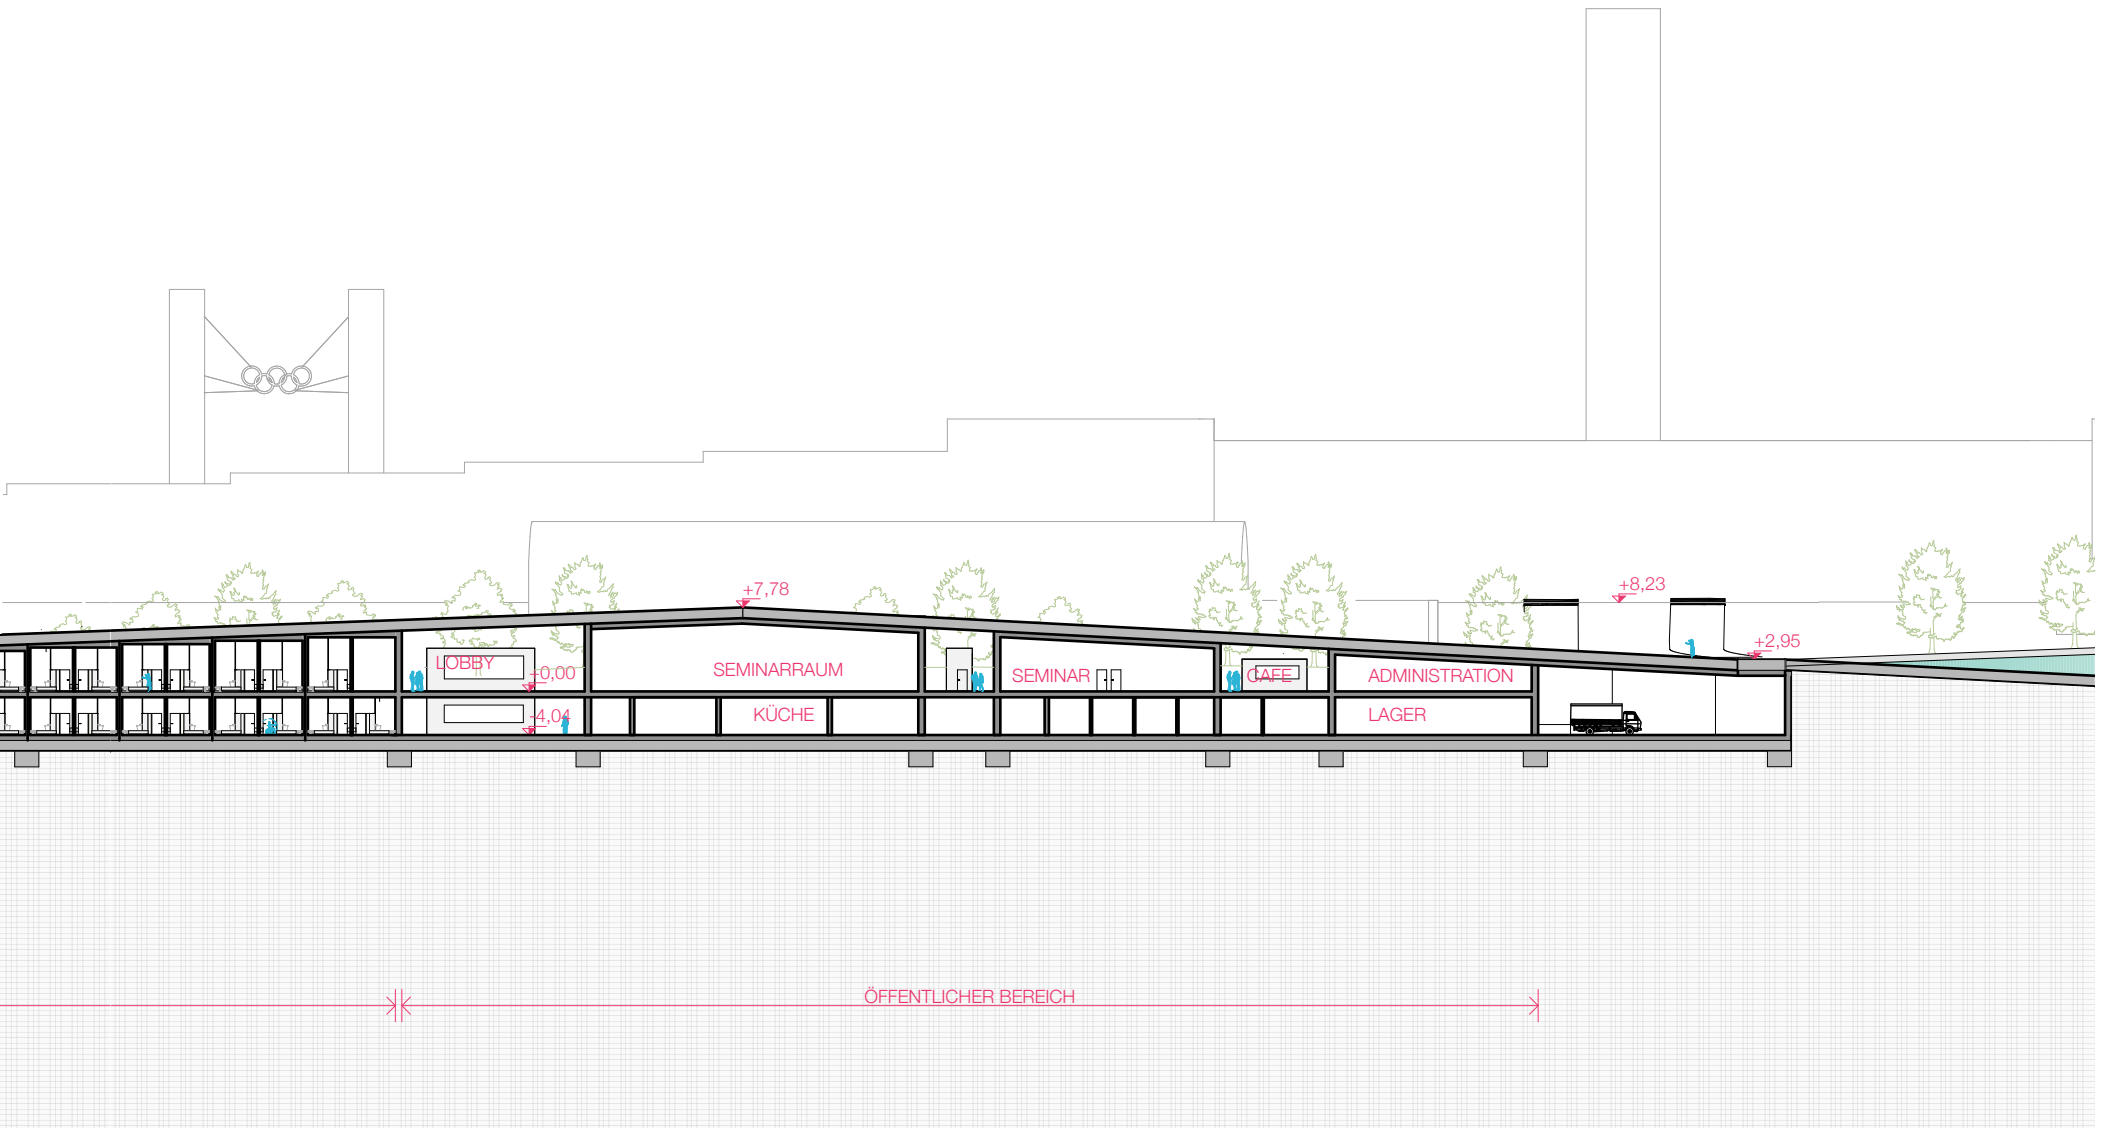 +7,78
+8,23
+2,95
LOBBY
+0,00
SEMINARRAUM
SEMINAR
CAFE
ADMINISTRATION
-4,04
KÜCHE
LAGER
ÖFFENTLICHER BEREICH